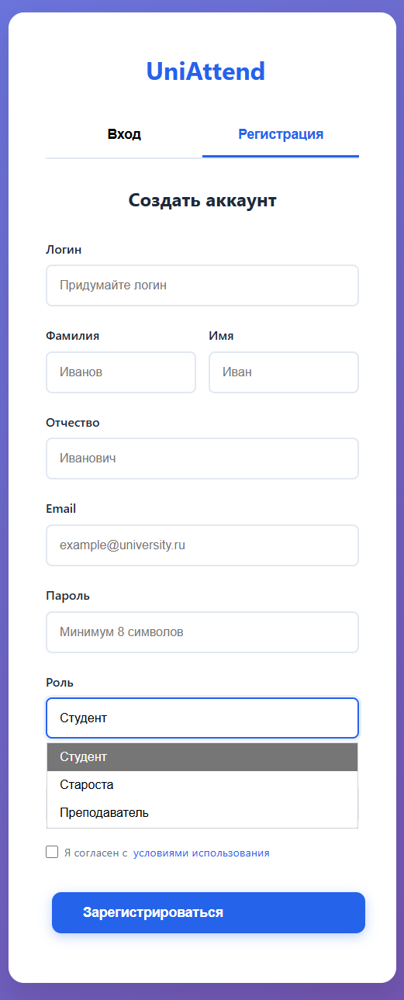 UniAttend
Вход Регистрация
Создать аккаунт
Логин
Придумайте логин
Фамилия Имя
Иванов Иван
Отчество
Иванович
Email
example@university.ru
Пароль
Минимум 8 символов
Роль
Студент
Студент
Староста
Преподаватель
Я согласен с условиями использования
Зарегистрироваться